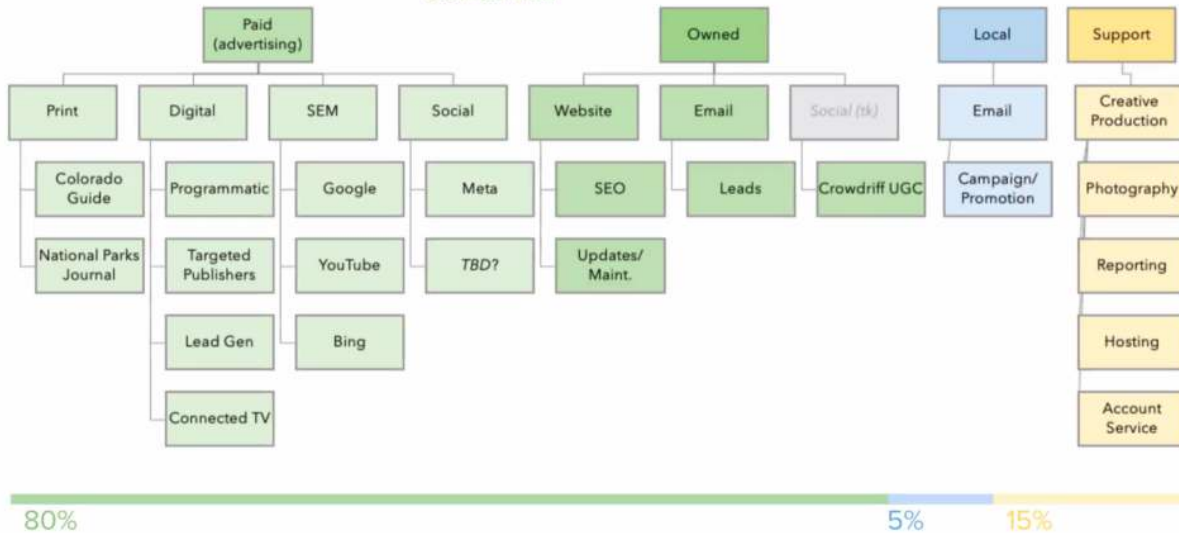 Paid
(advertising)
Owned
Local
Support
Print
Digital
SEM
Social
Website
Email
Social (tk)
Email
Creative
Production
Colorado
Guide
Programmatic
Google
Meta
SEO
Leads
Crowdriff UGC
Campaign/
Promotion
Photography
National Parks
Journal
Targeted
Publishers
YouTube
TBD?
Updates/
Maint.
Reporting
Lead Gen
Bing
Hosting
Connected TV
Account
Service
80%
5%
15%